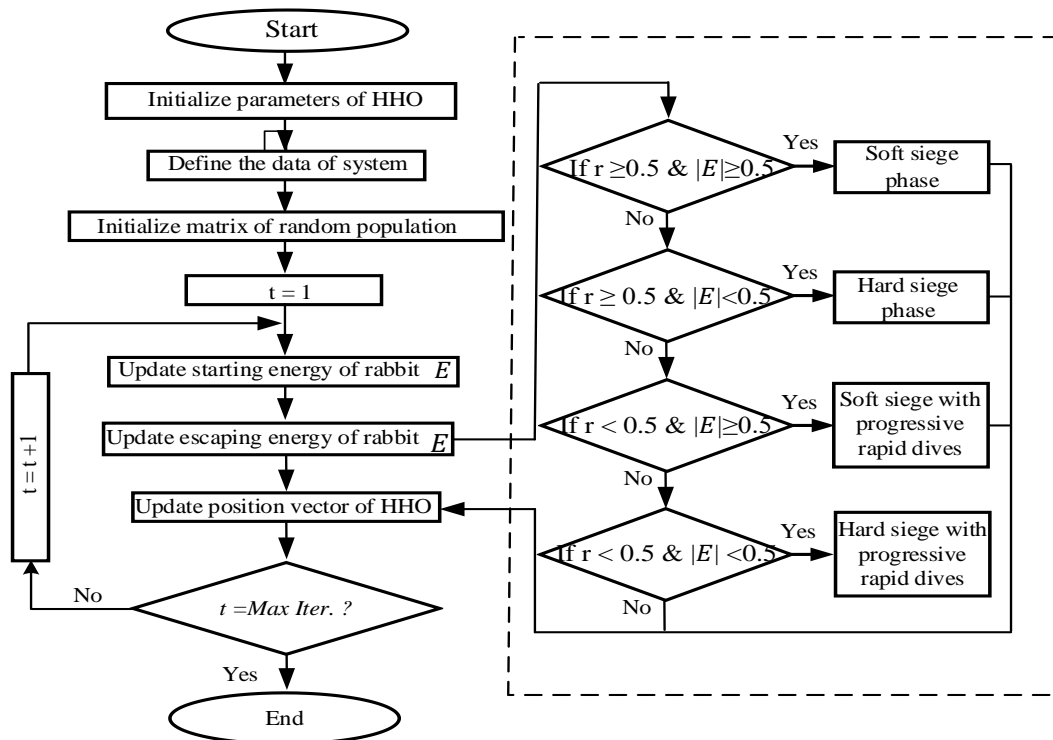 Start
Initialize parameters of HHO
Define the data of system
Initialize matrix of random population
t = 1
Update starting energy of rabbit E
Update escaping energy of rabbit E
Update position vector of HHO
t =Max Iter. ?
No
t = t +1
Yes
End
If r ≥0.5 & |E|≥0.5
Yes
Soft siege
phase
No
If r ≥ 0.5 & |E|<0.5
Yes
Hard siege
phase
No
If r < 0.5 & |E|≥0.5
Yes
Soft siege with
progressive
rapid dives
No
If r < 0.5 & |E| <0.5
Yes
Hard siege with
progressive
rapid dives
No